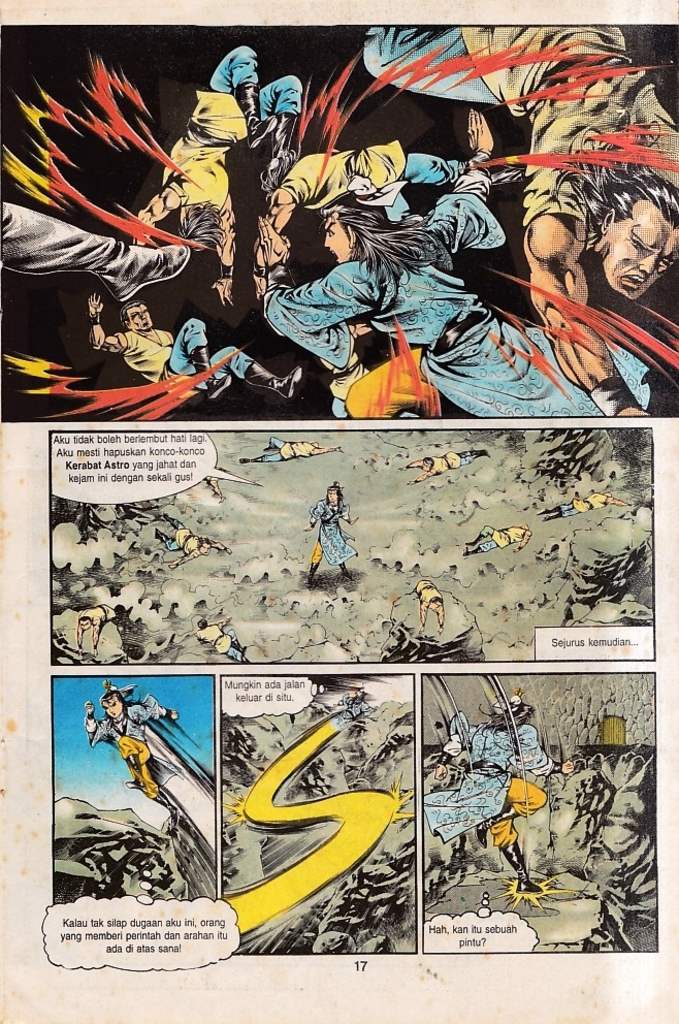 Aku tidak boleh berlembut hati lagi.
Aku mesti hapuskan konco-konco
Kerabat Astro yang jahat dan
kejam ini dengan sekali gus!
Sejurus kemudian...
Kalau tak silap dugaan aku ini, orang
yang memberi perintah dan arahan itu
ada di atas sana!
Mungkin ada jalan
keluar di situ.
Hah, kan itu sebuah
pintu?
17